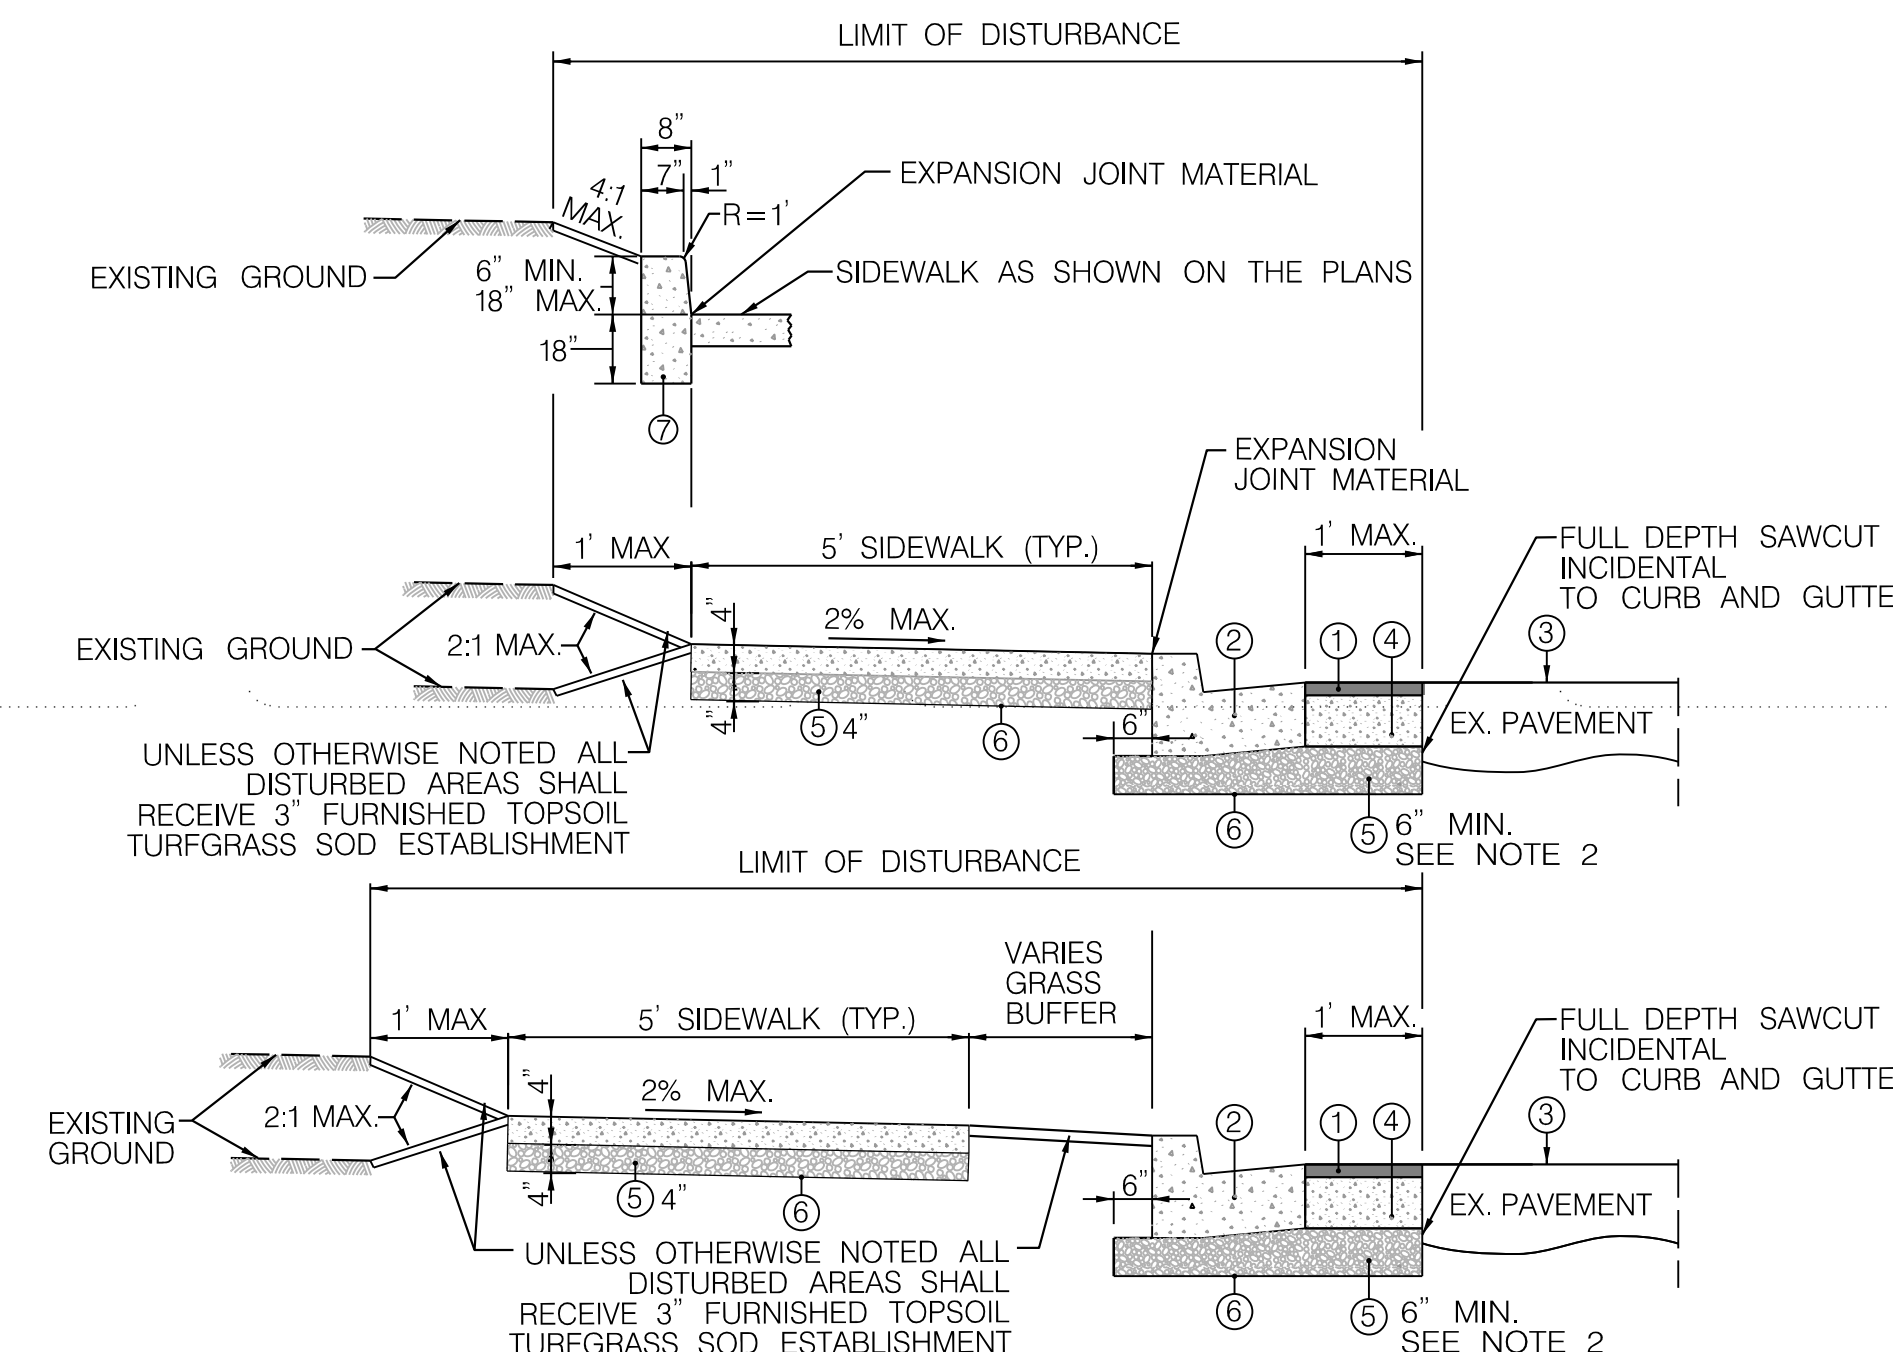 LIMIT OF DISTURBANCE
8"
7"
1"
EXPANSION JOINT MATERIAL
4:1
MAX.
R=1'
EXISTING GROUND
6" MIN.
18" MAX.
SIDEWALK AS SHOWN ON THE PLANS
18"
7
EXPANSION
JOINT MATERIAL
1' MAX
5' SIDEWALK (TYP.)
1' MAX.
FULL DEPTH SAWCUT
INCIDENTAL
TO CURB AND GUTTE
EXISTING GROUND
2:1 MAX.
4"
2% MAX.
2
1
4
3
4"
5 4"
6
6"
EX. PAVEMENT
UNLESS OTHERWISE NOTED ALL
DISTURBED AREAS SHALL
RECEIVE 3" FURNISHED TOPSOIL
TURFGRASS SOD ESTABLISHMENT
6
5 6" MIN.
SEE NOTE 2
LIMIT OF DISTURBANCE
VARIES
GRASS
BUFFER
1' MAX
5' SIDEWALK (TYP.)
1' MAX.
FULL DEPTH SAWCUT
INCIDENTAL
TO CURB AND GUTTE
EXISTING
GROUND
2:1 MAX.
4"
2% MAX.
2
1
4
3
4"
5 4"
6
6"
EX. PAVEMENT
UNLESS OTHERWISE NOTED ALL
DISTURBED AREAS SHALL
RECEIVE 3" FURNISHED TOPSOIL
TURFGRASS SOD ESTABLISHMENT
6
5 6" MIN.
SEE NOTE 2